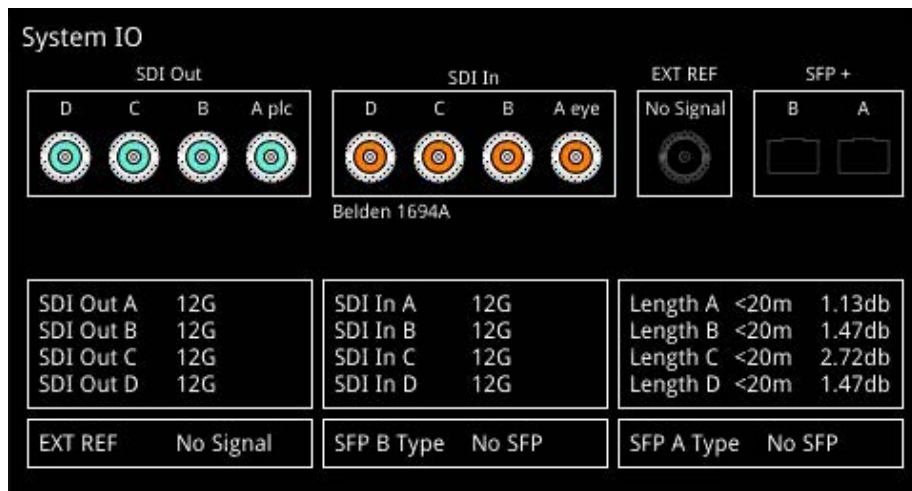 System IO
SDI Out
SDI In
EXT REF
SFP +
D C B A plc
D C B A eye
No Signal
B A
Belden 1694A
SDI Out A 12G
SDI Out B 12G
SDI Out C 12G
SDI Out D 12G
SDI In A 12G
SDI In B 12G
SDI In C 12G
SDI In D 12G
Length A <20m 1.13db
Length B <20m 1.47db
Length C <20m 2.72db
Length D <20m 1.47db
EXT REF No Signal
SFP B Type No SFP
SFP A Type No SFP